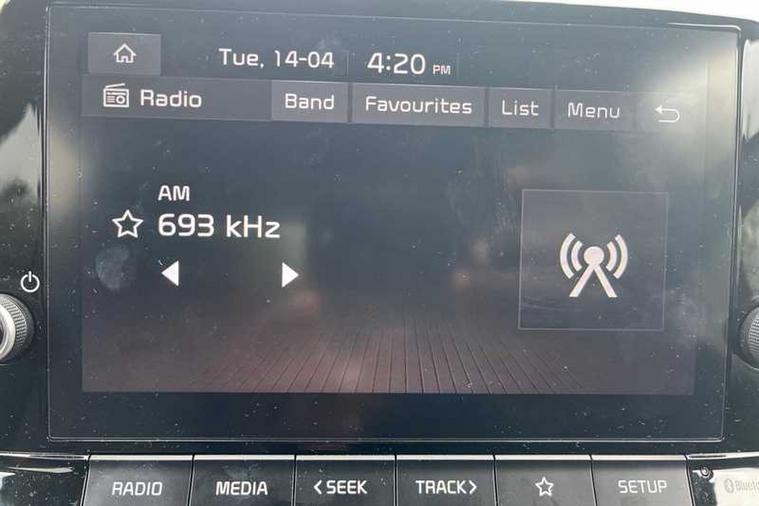 Tue, 14-04 4:20 PM
Radio Band Favourites List Menu
AM
693 kHz
RADIO MEDIA <SEEK TRACK> SETUP